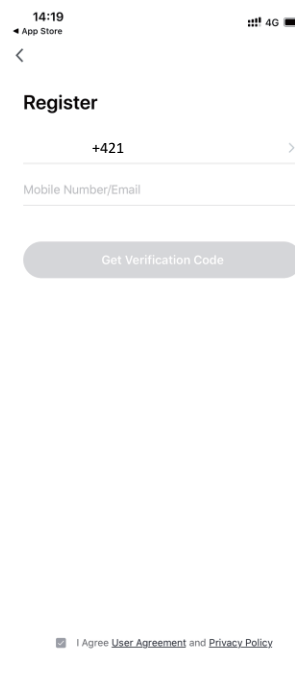 14:19
4G
◀ App Store
Register
+421
Mobile Number/Email
Get Verification Code
I Agree User Agreement and Privacy Policy